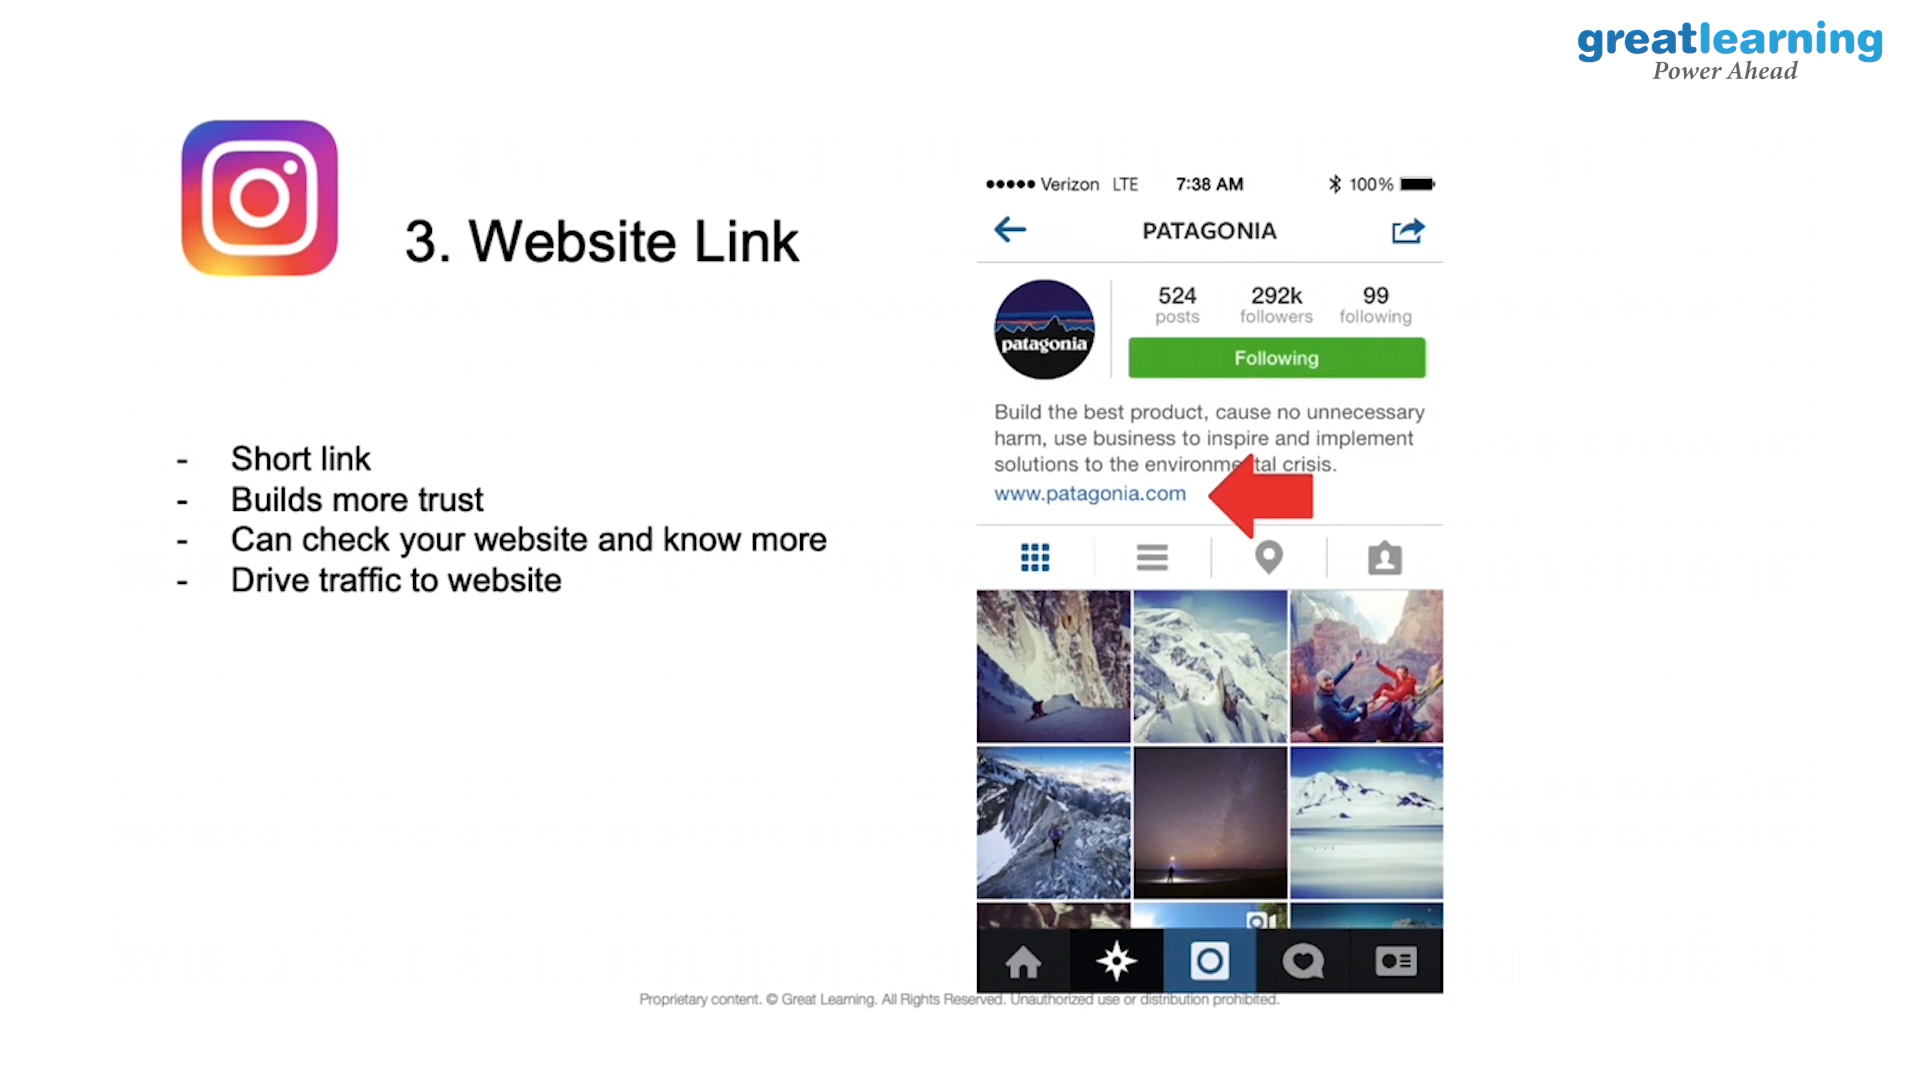 greatlearning
Power Ahead
3. Website Link
- Short link
- Builds more trust
- Can check your website and know more
- Drive traffic to website
Verizon LTE 7:38 AM 100%
PATAGONIA
524 292k 99
posts followers following
patagonia
Following
Build the best product, cause no unnecessary
harm, use business to inspire and implement
solutions to the environmental crisis.
www.patagonia.com
Proprietary content. © Great Learning. All Rights Reserved. Unauthorized use or distribution prohibited.